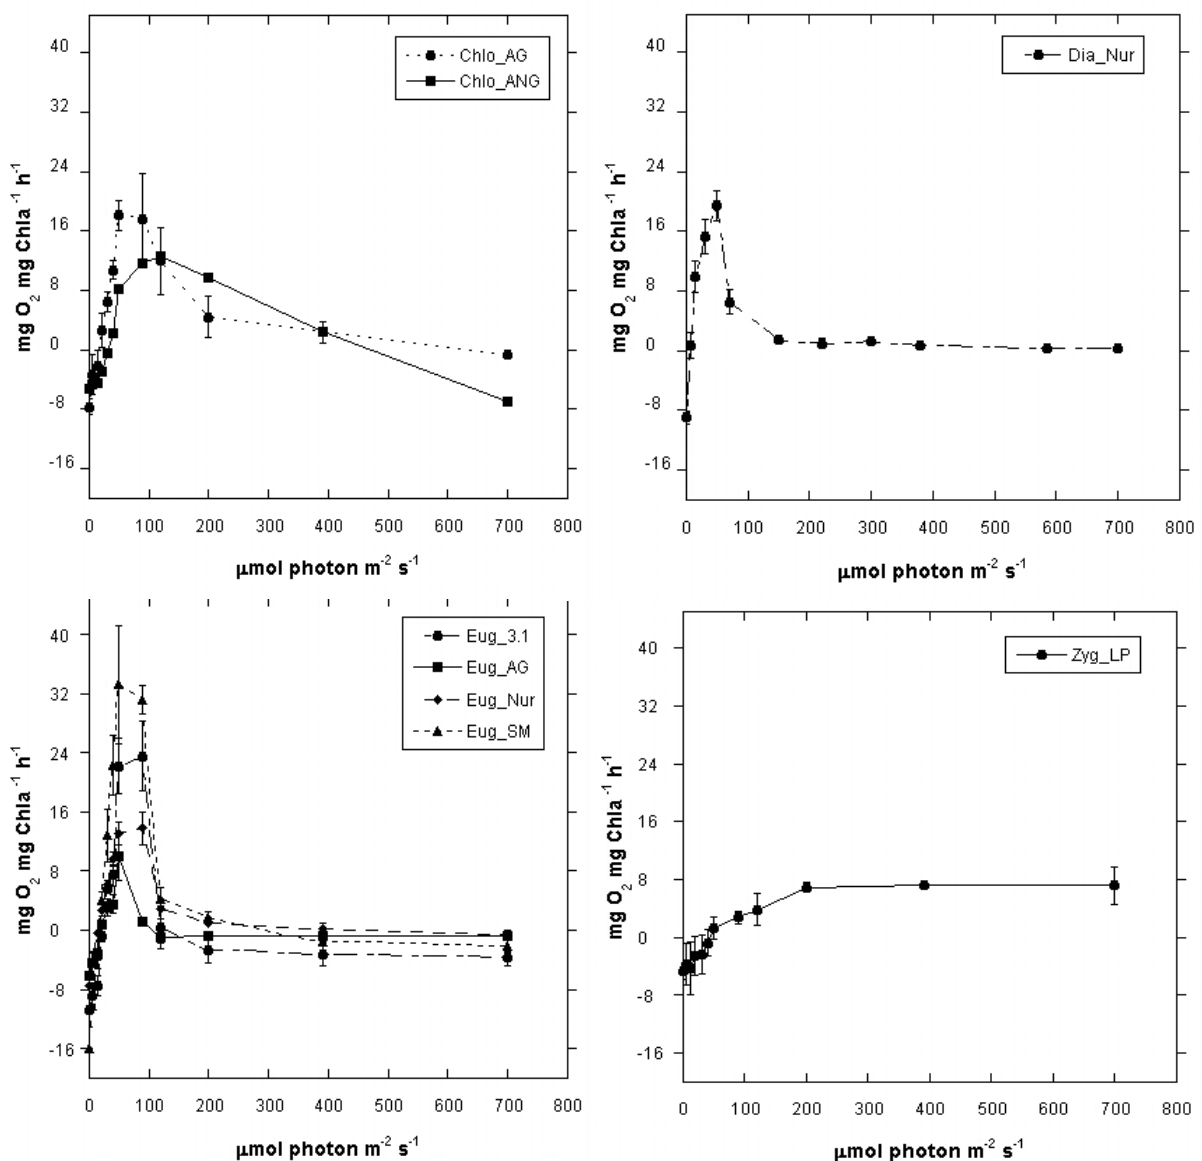 Chlo_AG
Chlo_ANG
40
32
24
16
8
0
-8
-16
mg O2 mg Chla-1 h-1
0 100 200 300 400 500 600 700 800
μmol photon m-2 s-1
Dia_Nur
40
32
24
16
8
0
-8
-16
mg O2 mg Chla-1 h-1
0 100 200 300 400 500 600 700 800
μmol photon m-2 s-1
Eug_3.1
Eug_AG
Eug_Nur
Eug_SM
40
32
24
16
8
0
-8
-16
mg O2 mg Chla-1 h-1
0 100 200 300 400 500 600 700 800
μmol photon m-2 s-1
Zyg_LP
40
32
24
16
8
0
-8
-16
mg O2 mg Chla-1 h-1
0 100 200 300 400 500 600 700 800
μmol photon m-2 s-1